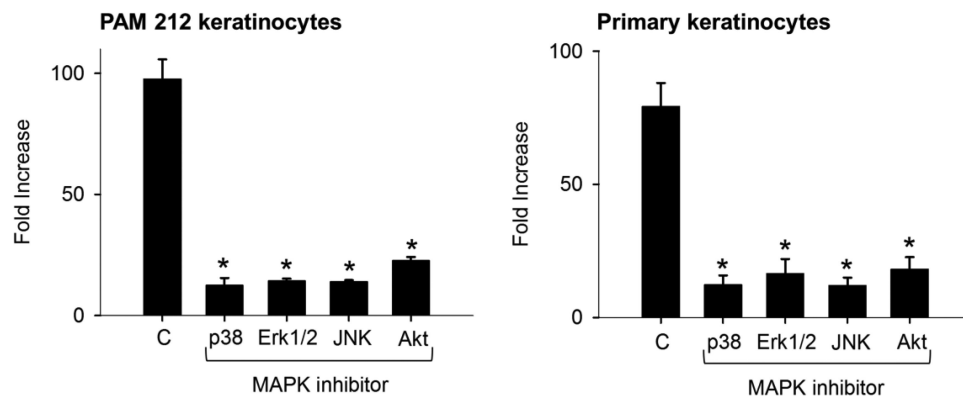 PAM 212 keratinocytes
100
50
0
Fold Increase
*
*
*
*
C p38 Erk1/2 JNK Akt
MAPK inhibitor
Primary keratinocytes
100
50
0
Fold Increase
*
*
*
*
C p38 Erk1/2 JNK Akt
MAPK inhibitor